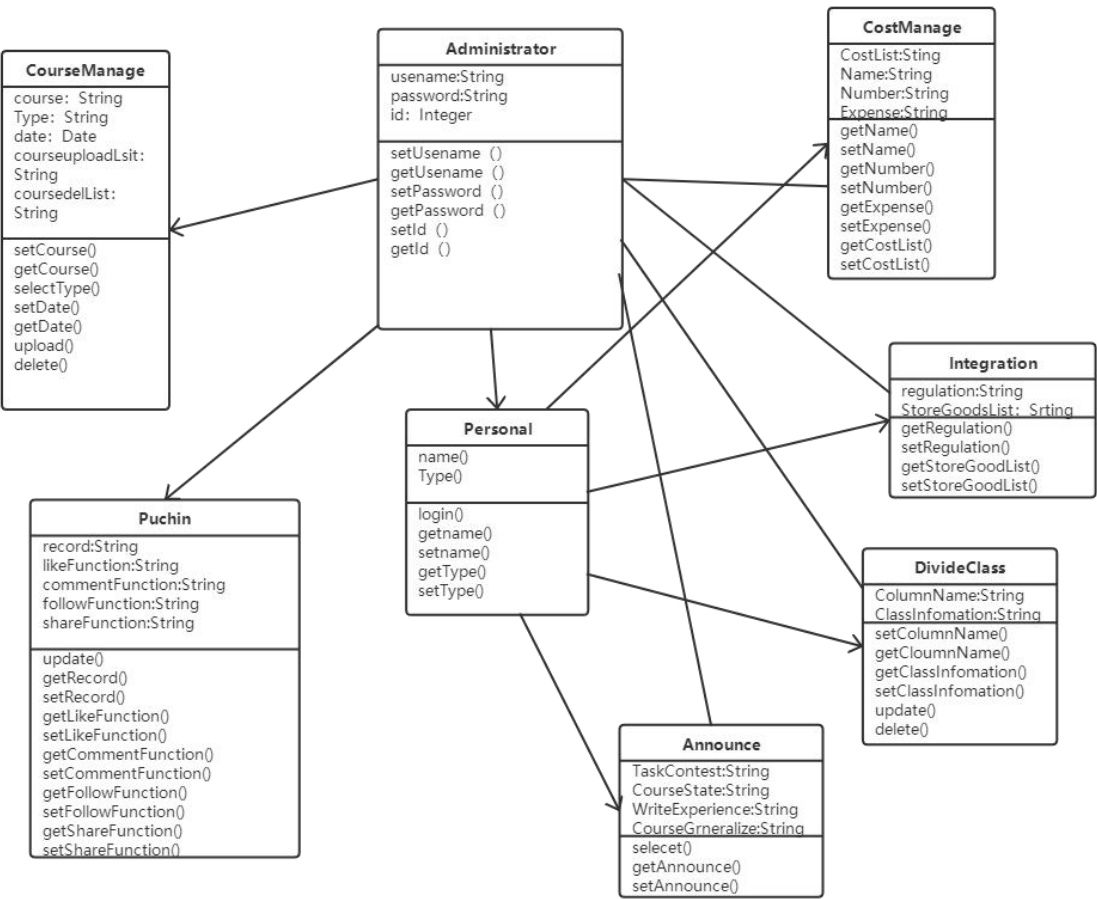 CourseManage
course: String
Type: String
date: Date
courseuploadLsit:
String
coursedelList:
String
setCourse()
getCourse()
selectType()
setDate()
getDate()
upload()
delete()
Administrator
usename:String
password:String
id: Integer
setUsename ()
getUsename ()
setPassword ()
getPassword ()
setId ()
getId ()
CostManage
CostList:Sting
Name:String
Number:String
Expense:String
getName()
setName()
getNumber()
setNumber()
getExpense()
setExpense()
getCostList()
setCostList()
Integration
regulation:String
StoreGoodsList: Srting
getRegulation()
setRegulation()
getStoreGoodList()
setStoreGoodList()
Personal
name()
Type()
login()
getname()
setname()
getType()
setType()
Puchin
record:String
likeFunction:String
commentFunction:String
followFunction:String
shareFunction:String
update()
getRecord()
setRecord()
getLikeFunction()
setLikeFunction()
getCommentFunction()
setCommentFunction()
getFollowFunction()
setFollowFunction()
getShareFunction()
setShareFunction()
DivideClass
ColumnName:String
ClassInfomation:String
setColumnName()
getCloumnName()
getClassInfomation()
setClassInfomation()
update()
delete()
Announce
TaskContest:String
CourseState:String
WriteExperience:String
CourseGrneralize:String
selecet()
getAnnounce()
setAnnounce()